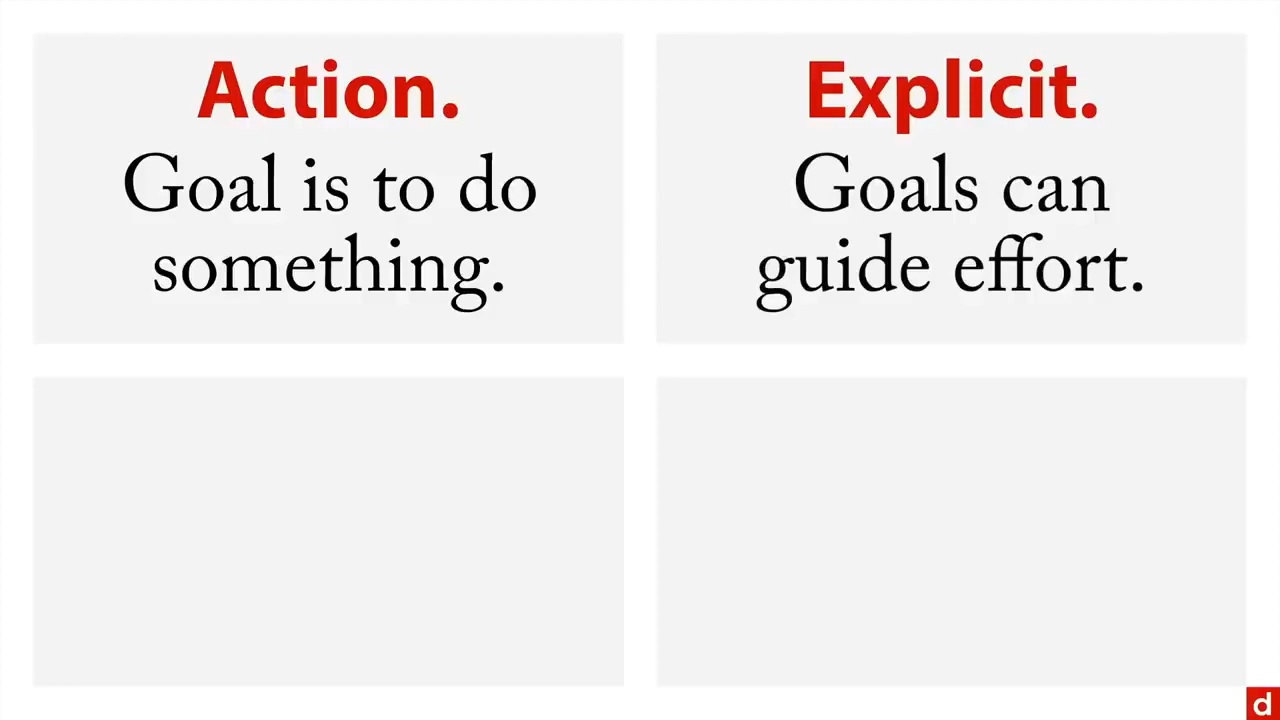 Action.
Goal is to do
something.
Explicit.
Goals can
guide effort.
d